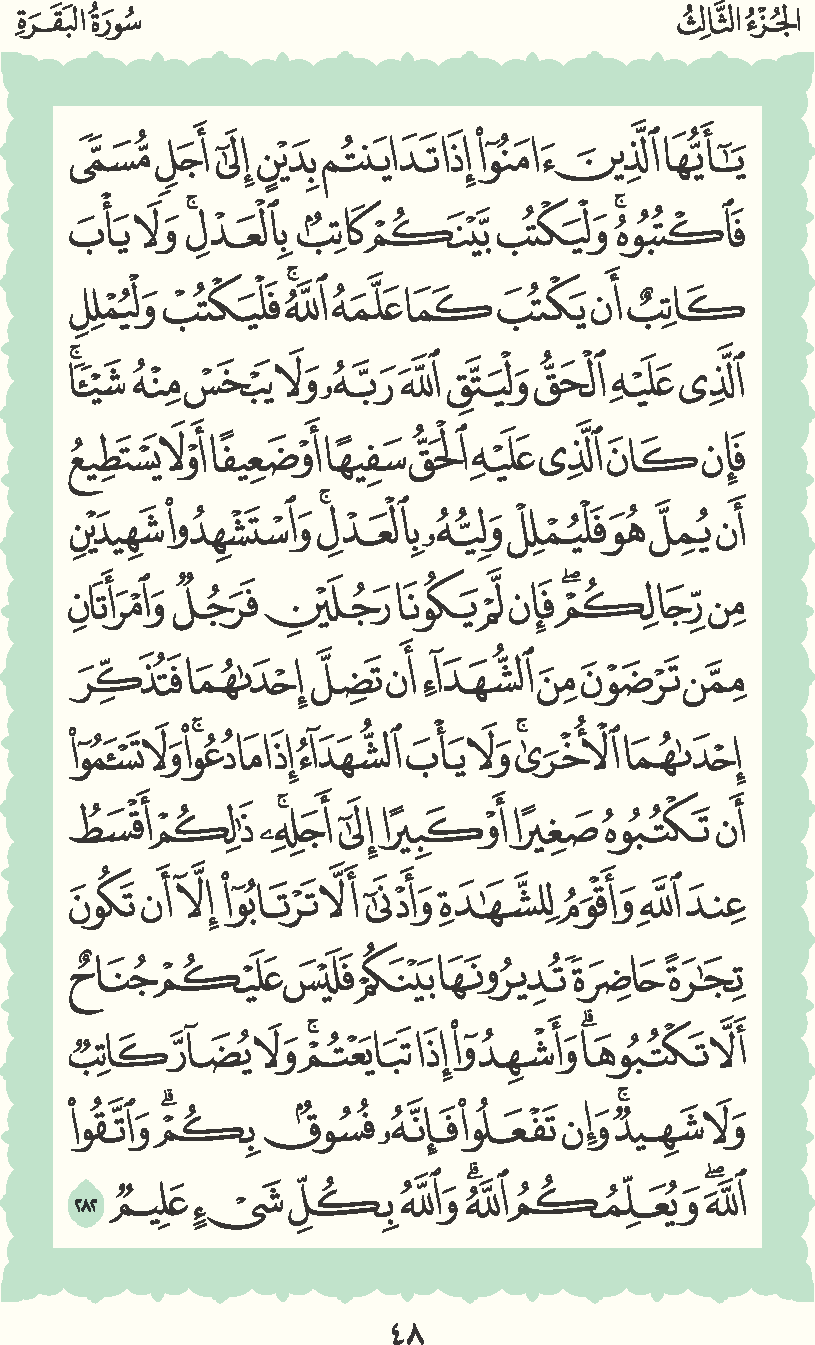 الجُزْءُ الثَّالِثُ
سُورَةُ البَقَرَةِ
يَٰٓأَيُّهَا ٱلَّذِينَ ءَامَنُوٓا۟ إِذَا تَدَايَنتُم بِدَيْنٍ إِلَىٰٓ أَجَلٍ مُّسَمًّى
فَٱكْتُبُوهُ ۚ وَلْيَكْتُب بَّيْنَكُمْ كَاتِبٌۢ بِٱلْعَدْلِ ۚ وَلَا يَأْبَ
كَاتِبٌ أَن يَكْتُبَ كَمَا عَلَّمَهُ ٱللَّهُ ۚ فَلْيَكْتُبْ وَلْيُمْلِلِ
ٱلَّذِى عَلَيْهِ ٱلْحَقُّ وَلْيَتَّقِ ٱللَّهَ رَبَّهُۥ وَلَا يَبْخَسْ مِنْهُ شَيْـًٔا ۚ
فَإِن كَانَ ٱلَّذِى عَلَيْهِ ٱلْحَقُّ سَفِيهًا أَوْ ضَعِيفًا أَوْ لَا يَسْتَطِيعُ
أَن يُمِلَّ هُوَ فَلْيُمْلِلْ وَلِيُّهُۥ بِٱلْعَدْلِ ۚ وَٱسْتَشْهِدُوا۟ شَهِيدَيْنِ
مِن رِّجَالِكُمْ ۖ فَإِن لَّمْ يَكُونَا رَجُلَيْنِ فَرَجُلٌ وَٱمْرَأَتَانِ
مِمَّن تَرْضَوْنَ مِنَ ٱلشُّهَدَآءِ أَن تَضِلَّ إِحْدَىٰهُمَا فَتُذَكِّرَ
إِحْدَىٰهُمَا ٱلْأُخْرَىٰ ۚ وَلَا يَأْبَ ٱلشُّهَدَآءُ إِذَا مَا دُعُوا۟ ۚ وَلَا تَسْـَٔمُوٓا۟
أَن تَكْتُبُوهُ صَغِيرًا أَوْ كَبِيرًا إِلَىٰٓ أَجَلِهِۦ ۚ ذَٰلِكُمْ أَقْسَطُ
عِندَ ٱللَّهِ وَأَقْوَمُ لِلشَّهَٰدَةِ وَأَدْنَىٰٓ أَلَّا تَرْتَابُوٓا۟ إِلَّآ أَن تَكُونَ
تِجَٰرَةً حَاضِرَةً تُدِيرُونَهَا بَيْنَكُمْ فَلَيْسَ عَلَيْكُمْ جُنَاحٌ
أَلَّا تَكْتُبُوهَا ۗ وَأَشْهِدُوٓا۟ إِذَا تَبَايَعْتُمْ ۚ وَلَا يُضَآرَّ كَاتِبٌ
وَلَا شَهِيدٌ ۚ وَإِن تَفْعَلُوا۟ فَإِنَّهُۥ فُسُوقٌۢ بِكُمْ ۗ وَٱتَّقُوا۟
ٱللَّهَ ۖ وَيُعَلِّمُكُمُ ٱللَّهُ ۗ وَٱللَّهُ بِكُلِّ شَىْءٍ عَلِيمٌ ٢٨٢
٤٨